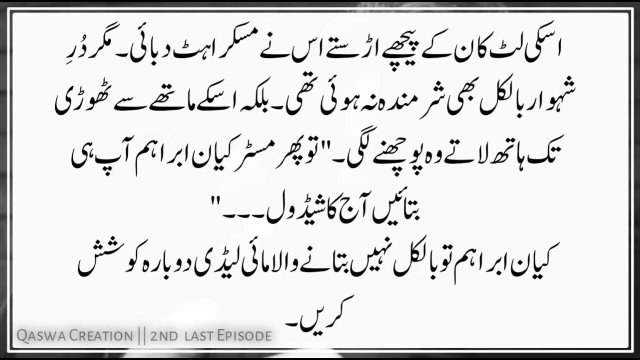 اسکی لٹ کان کے پیچھے اڑستے اس نے مسکراہٹ دبائی۔ مگر دُرِ
شہوار بالکل بھی شرمندہ نہ ہوئی تھی۔ بلکہ اسکے ماتھے سے ٹھوڑی
تک ہاتھ لاتے وہ پوچھنے لگی۔ "تو پھر مسٹر کیان ابراہم آپ ہی
بتائیں آج کا شیڈول۔۔۔"
کیان ابراہم تو بالکل نہیں بتانے والا مائی لیڈی دوبارہ کوشش
کریں۔
Qaswa Creation || 2nd last Episode